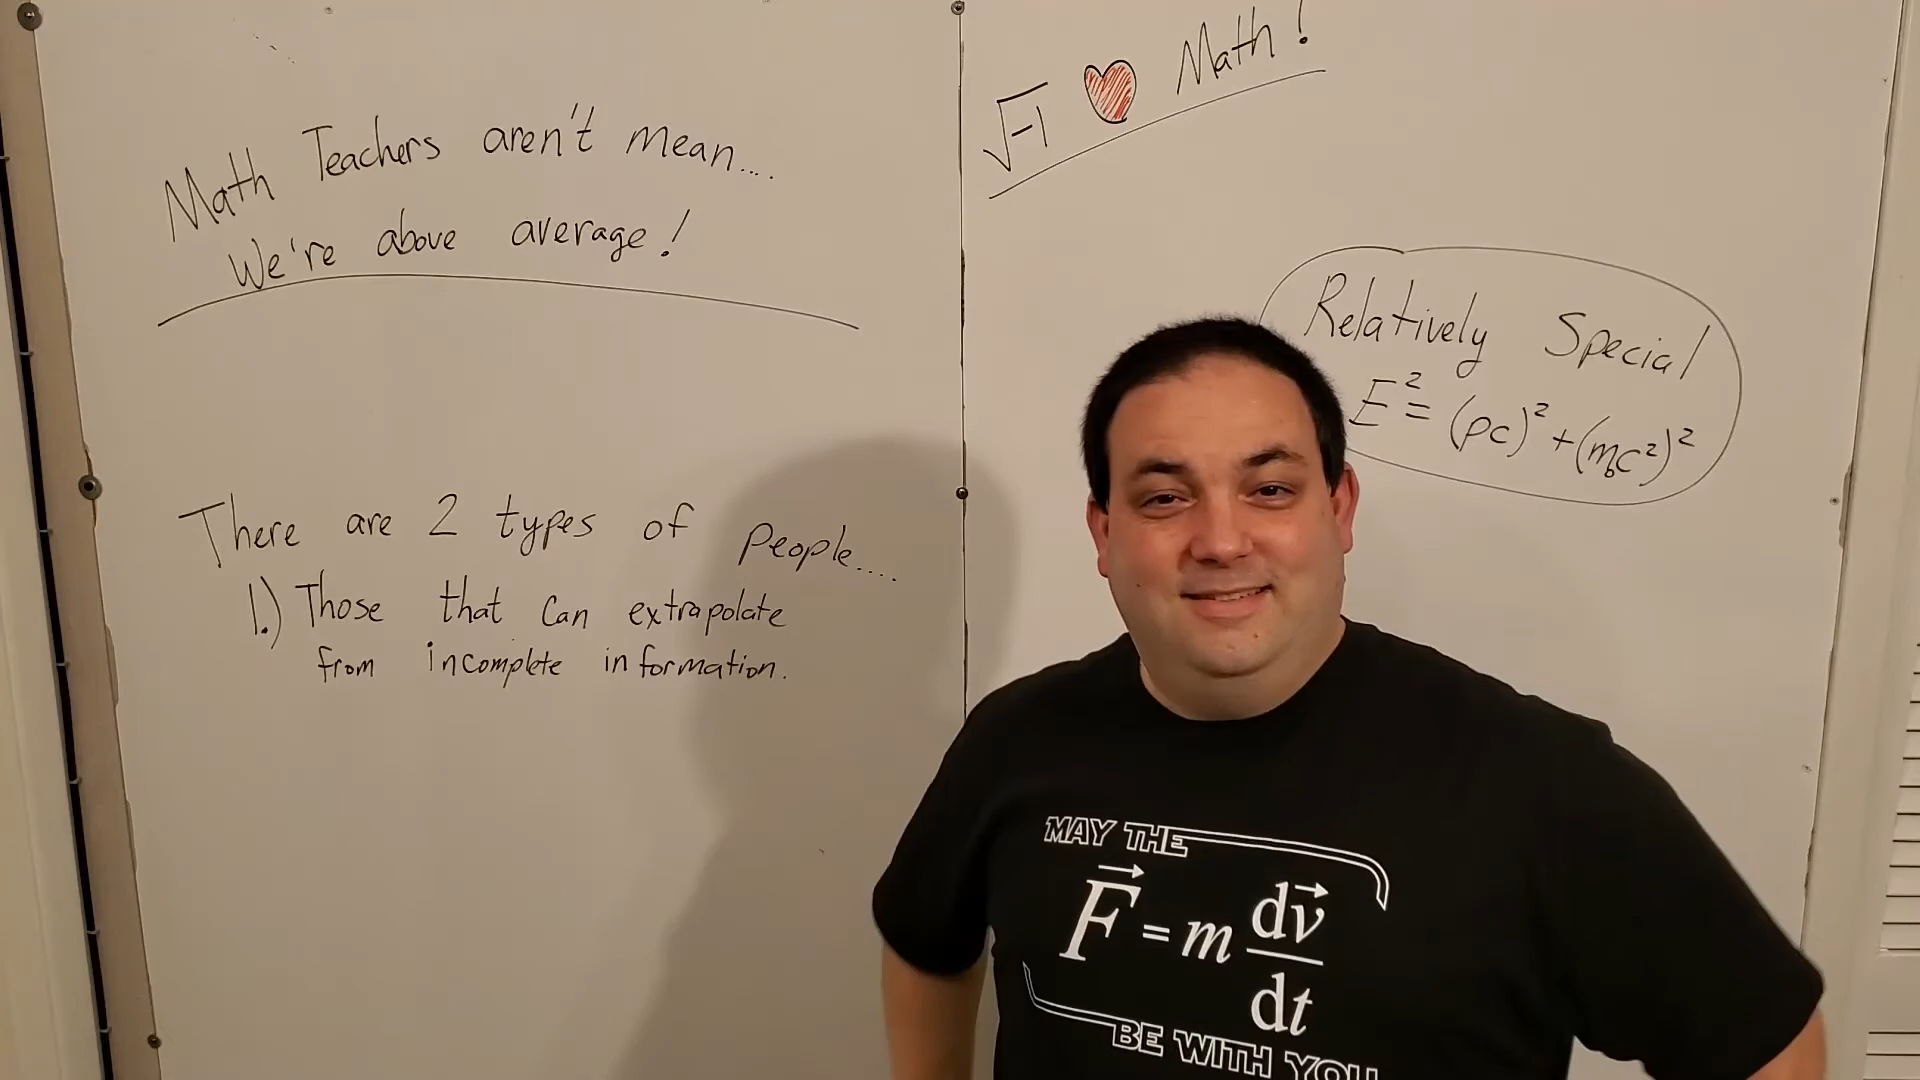 Math Teachers aren't mean....
We're above average!
There are 2 types of people....
1.) Those that can extrapolate
from incomplete information.
√-1 ♥ Math!
Relatively Special
E² = (pc)² + (m₀c²)²
MAY THE
F⃗ = m dv⃗/dt
BE WITH YOU